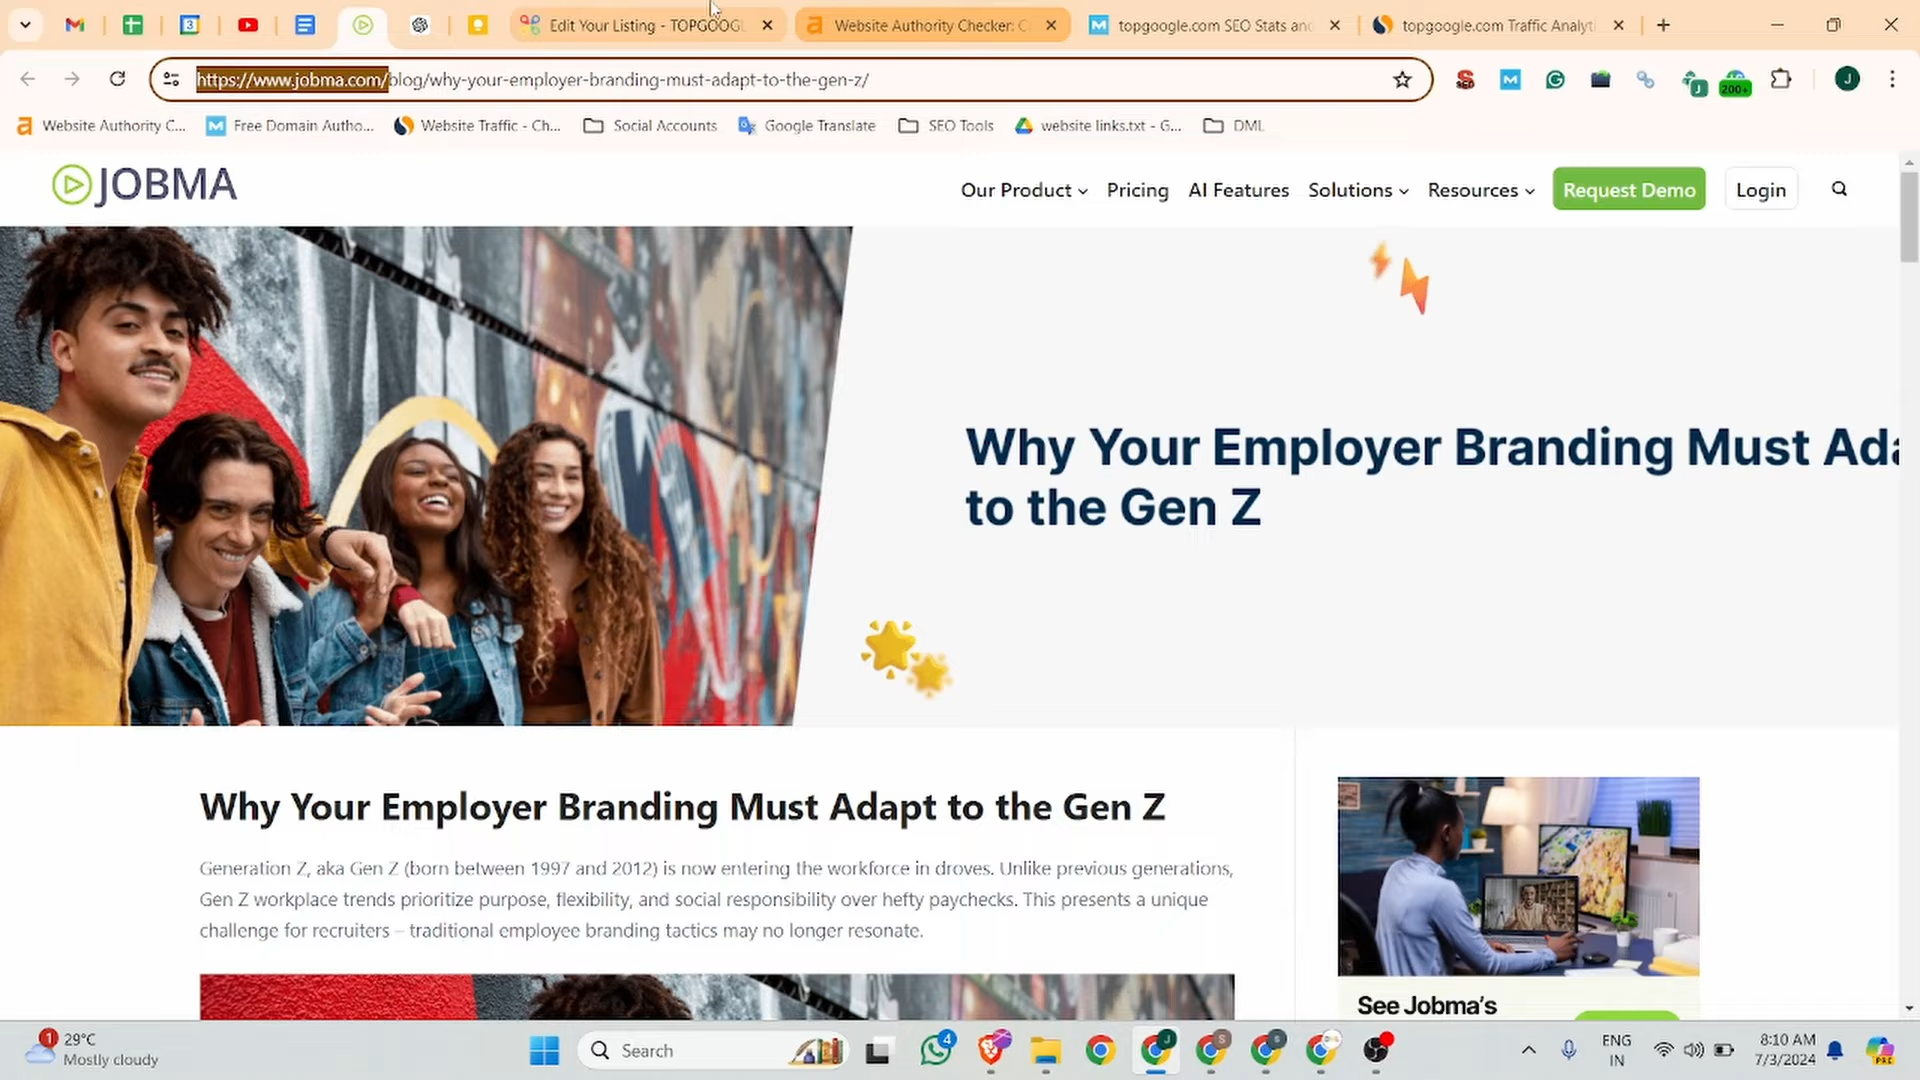 Edit Your Listing - TOPGOOGL
Website Authority Checker: C
topgoogle.com SEO Stats and
topgoogle.com Traffic Analyti
https://www.jobma.com/blog/why-your-employer-branding-must-adapt-to-the-gen-z/
200+
J
Website Authority C...
Free Domain Autho...
Website Traffic - Ch...
Social Accounts
Google Translate
SEO Tools
website links.txt - G...
DML
JOBMA
Our Product
Pricing
AI Features
Solutions
Resources
Request Demo
Login
Why Your Employer Branding Must Ada
to the Gen Z
Why Your Employer Branding Must Adapt to the Gen Z
Generation Z, aka Gen Z (born between 1997 and 2012) is now entering the workforce in droves. Unlike previous generations,
Gen Z workplace trends prioritize purpose, flexibility, and social responsibility over hefty paychecks. This presents a unique
challenge for recruiters – traditional employee branding tactics may no longer resonate.
See Jobma's
1
29°C
Mostly cloudy
Search
4
ENG
IN
8:10 AM
7/3/2024